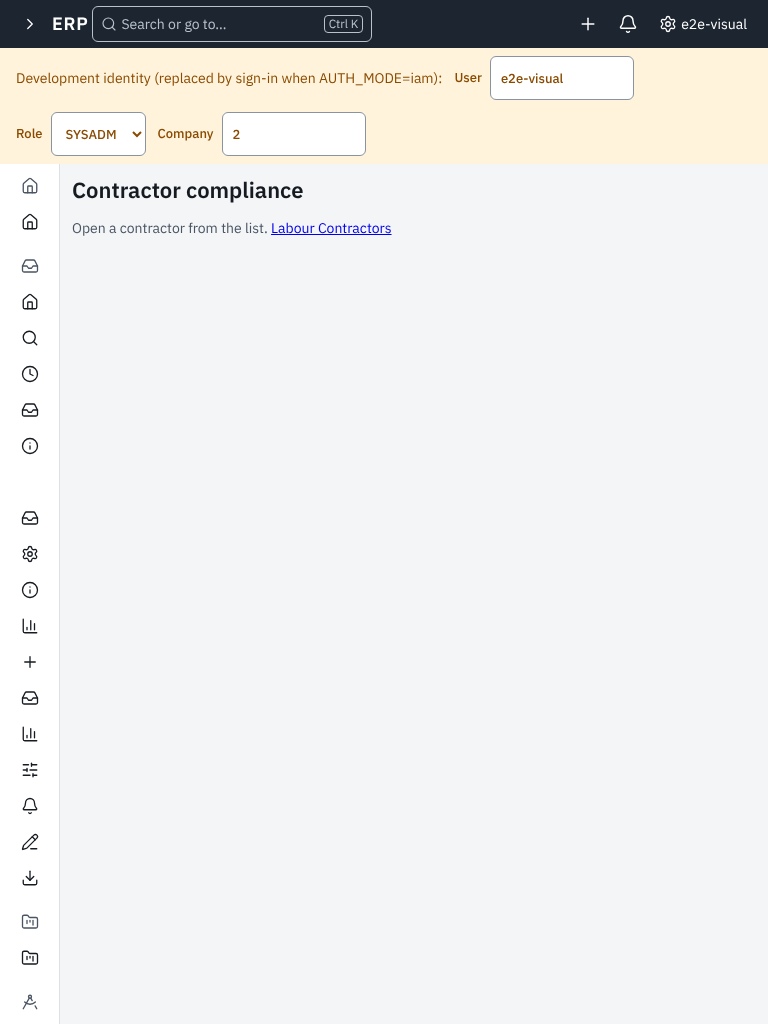 ERP Search or go to... Ctrl K e2e-visual
Development identity (replaced by sign-in when AUTH_MODE=iam): User e2e-visual
Role SYSADM Company 2
Contractor compliance
Open a contractor from the list. Labour Contractors